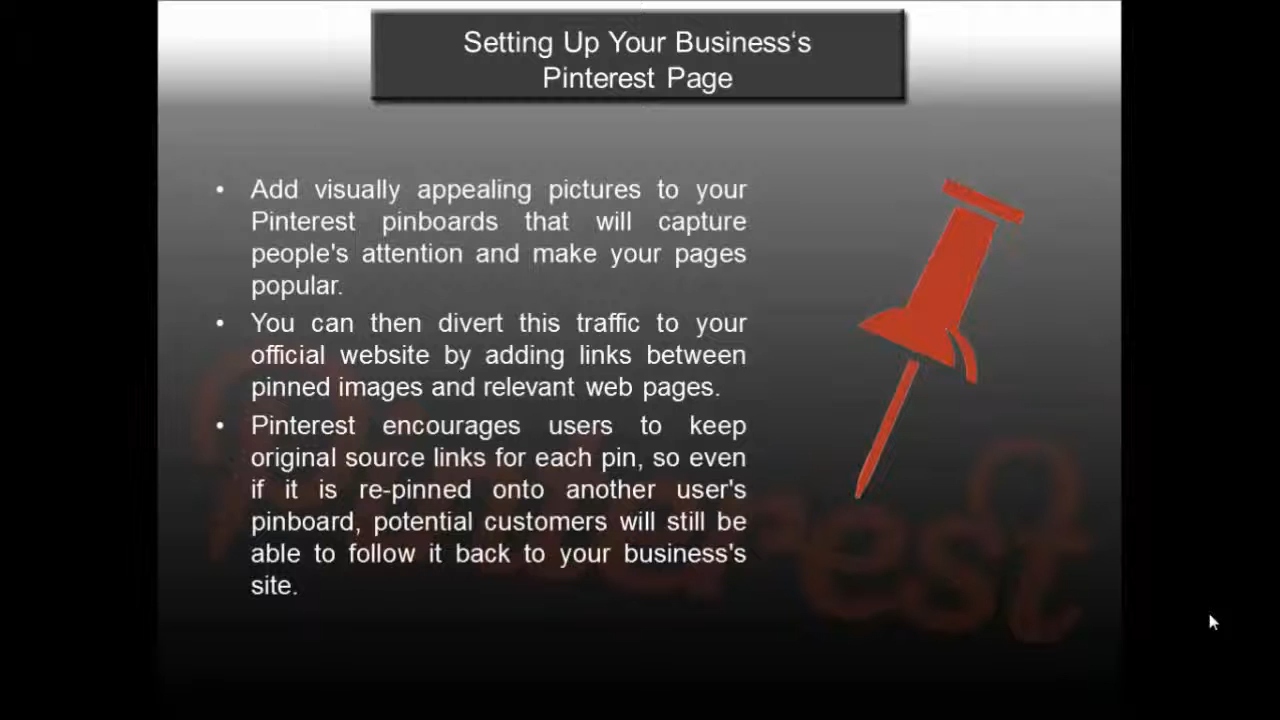 Setting Up Your Business‘s
Pinterest Page
• Add visually appealing pictures to your
Pinterest pinboards that will capture
people's attention and make your pages
popular.
• You can then divert this traffic to your
official website by adding links between
pinned images and relevant web pages.
• Pinterest encourages users to keep
original source links for each pin, so even
if it is re-pinned onto another user's
pinboard, potential customers will still be
able to follow it back to your business's
site.
Pinterest